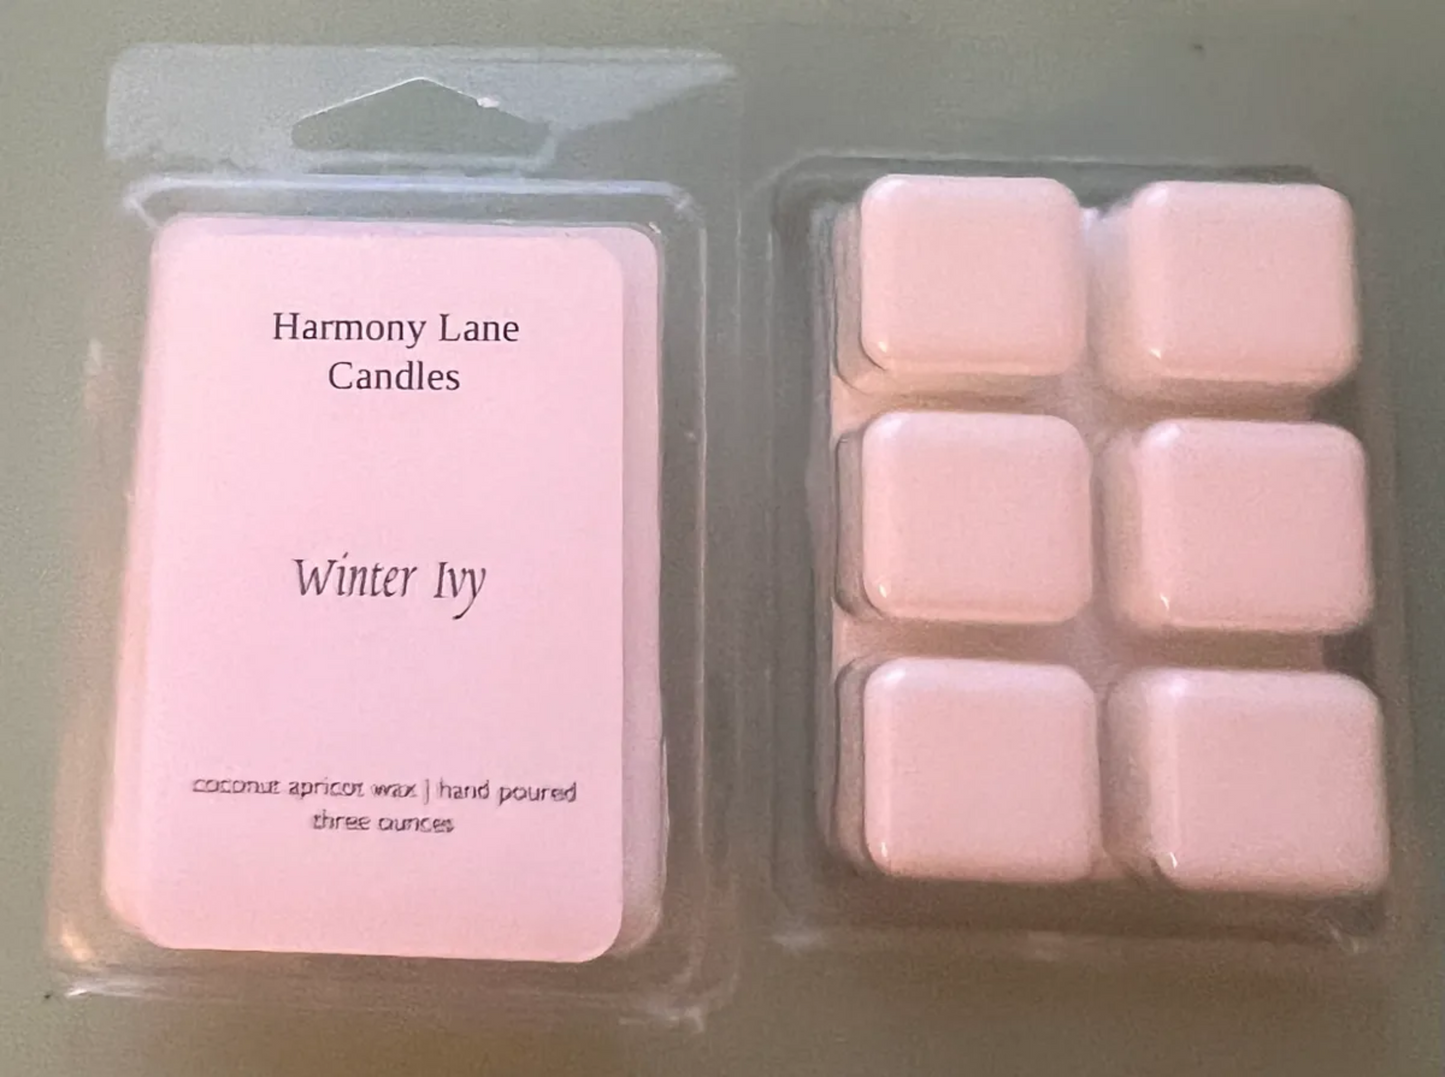 Harmony Lane
Candles
Winter Ivy
coconut apricot wax | hand poured
three ounces